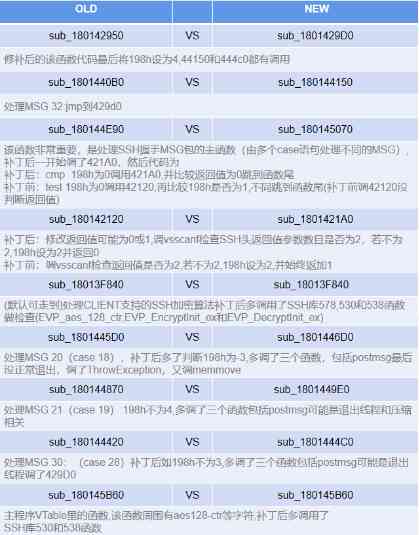 OLD NEW
sub_180142950 VS sub_1801429D0
修补后的该函数代码最后将198h设为4,44150和444c0都有调用
sub_1801440B0 VS sub_180144150
处理MSG 32 jmp到429d0
sub_180144E90 VS sub_180145070
该函数非常重要，是处理SSH握手MSG包的主函数（由多个case语句处理不同的MSG），
补丁后一开始调了421A0，然后代码为
补丁后：cmp 198h为0调用421A0,并比较返回值为0跳到函数尾
补丁前：test 198h为0调用42120,再比较198h是否为1,不同跳到函数尾(补丁前调42120没
判断返回值)
sub_180142120 VS sub_1801421A0
补丁后：修改返回值可能为0或1,调vsscanf检查SSH头返回值参数数目是否为2，若不为
2,198h设为2并返回0
补丁前：调vsscanf检查返回值是否为2,若不为2,198h设为2,并始终返加1
sub_18013F840 VS sub_18013F840
(默认可走到)处理CLIENT支持的SSH加密算法补丁后多调用了SSH库578,530和538函数
做检查(EVP_aes_128_ctr.EVP_EncryptInit_ex和EVP_DecryptInit_ex)
sub_1801445D0 VS sub_1801446D0
处理MSG 20（case 18），补丁后多了判断198h为-3,多调了三个函数，包括postmsg最后
没正常退出，调了ThrowException，又调memmove
sub_180144870 VS sub_1801449E0
处理MSG 21（case 19） 198h不为4,多调了三个函数包括postmsg可能是退出线程和压缩
相关
sub_180144420 VS sub_1801444C0
处理MSG 30：（case 28）补丁后如198h不为3,多调了三个函数包括postmsg可能是退出
线程调了429D0
sub_180145B60 VS sub_180145B60
主程序VTable里的函数,该函数周围有aes128-ctr等字符,补丁后多调用了
SSH库530和538函数